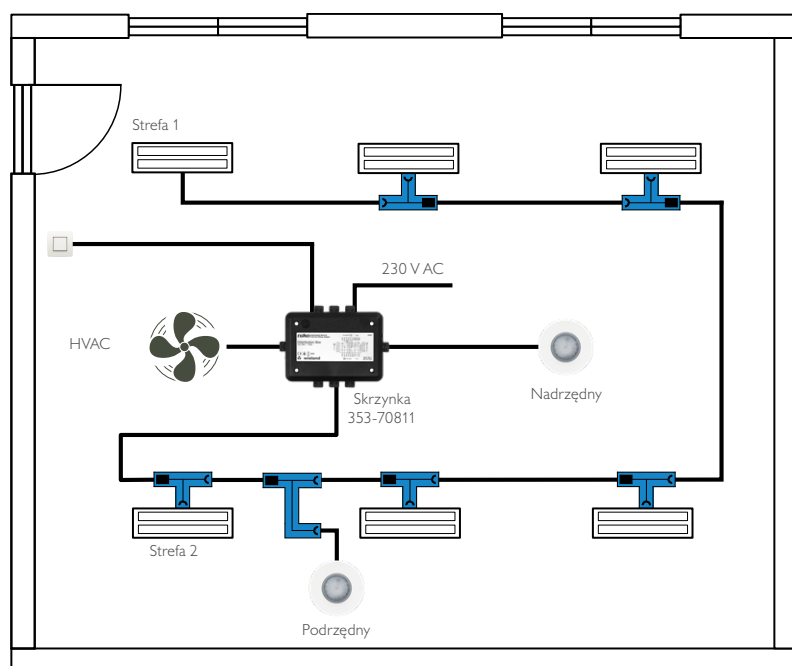 Strefa 1
230 V AC
HVAC
Skrzynka
353-70811
Nadrzędny
Strefa 2
Podrzędny